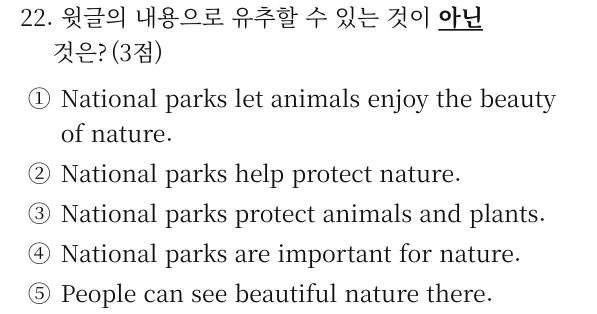 22. 윗글의 내용으로 유추할 수 있는 것이 아닌
것은? (3점)
① National parks let animals enjoy the beauty
of nature.
② National parks help protect nature.
③ National parks protect animals and plants.
④ National parks are important for nature.
⑤ People can see beautiful nature there.